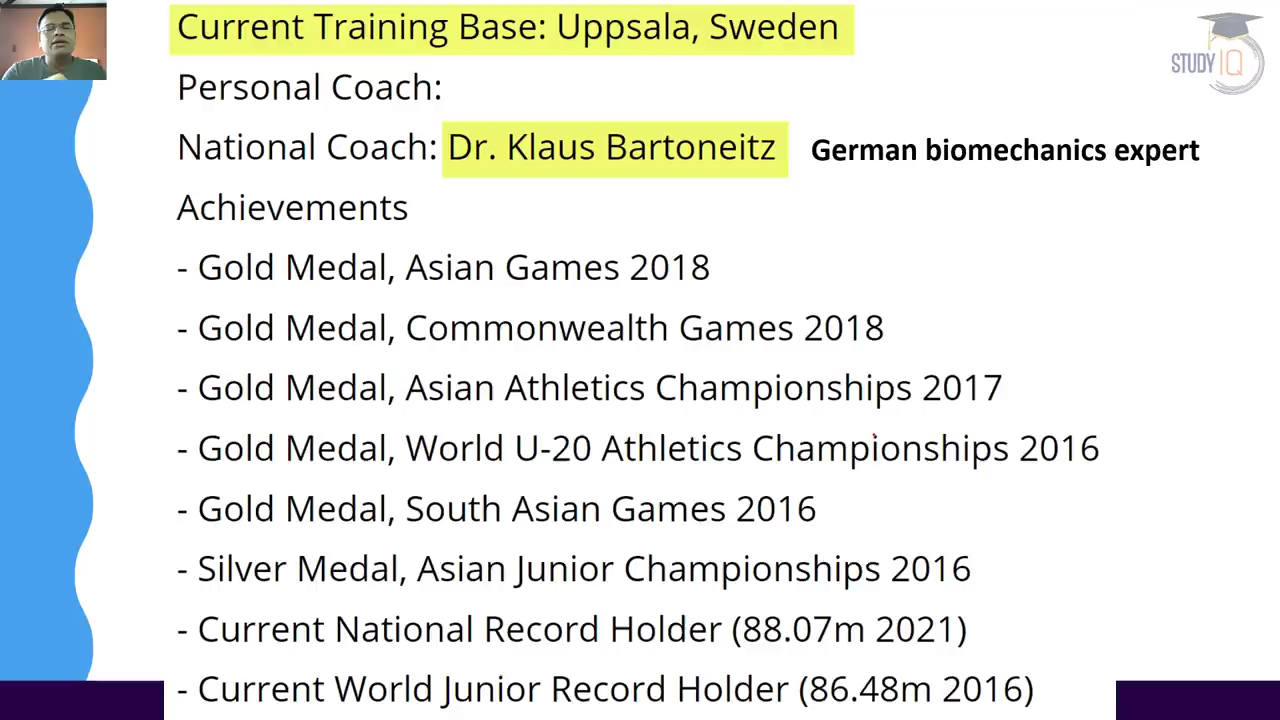 Current Training Base: Uppsala, Sweden
STUDY IQ
Personal Coach:
National Coach: Dr. Klaus Bartoneitz German biomechanics expert
Achievements
- Gold Medal, Asian Games 2018
- Gold Medal, Commonwealth Games 2018
- Gold Medal, Asian Athletics Championships 2017
- Gold Medal, World U-20 Athletics Championships 2016
- Gold Medal, South Asian Games 2016
- Silver Medal, Asian Junior Championships 2016
- Current National Record Holder (88.07m 2021)
- Current World Junior Record Holder (86.48m 2016)